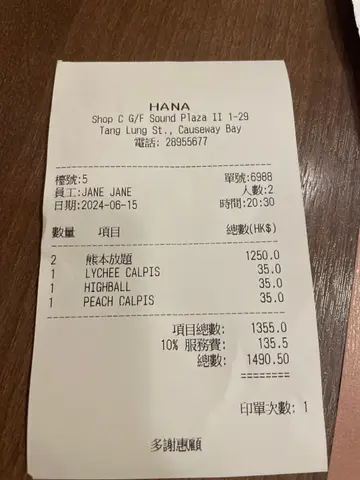 HANA
Shop C G/F Sound Plaza II 1-29
Tang Lung St., Causeway Bay
電話: 28955677
檯號:5 單號:6988
員工:JANE JANE 人數:2
日期:2024-06-15 時間:20:30
數量 項目 總數(HK$)
2 熊本放題 1250.0
1 LYCHEE CALPIS 35.0
1 HIGHBALL 35.0
1 PEACH CALPIS 35.0
項目總數: 1355.0
10% 服務費: 135.5
總數: 1490.50
========
印單次數: 1
多謝惠顧